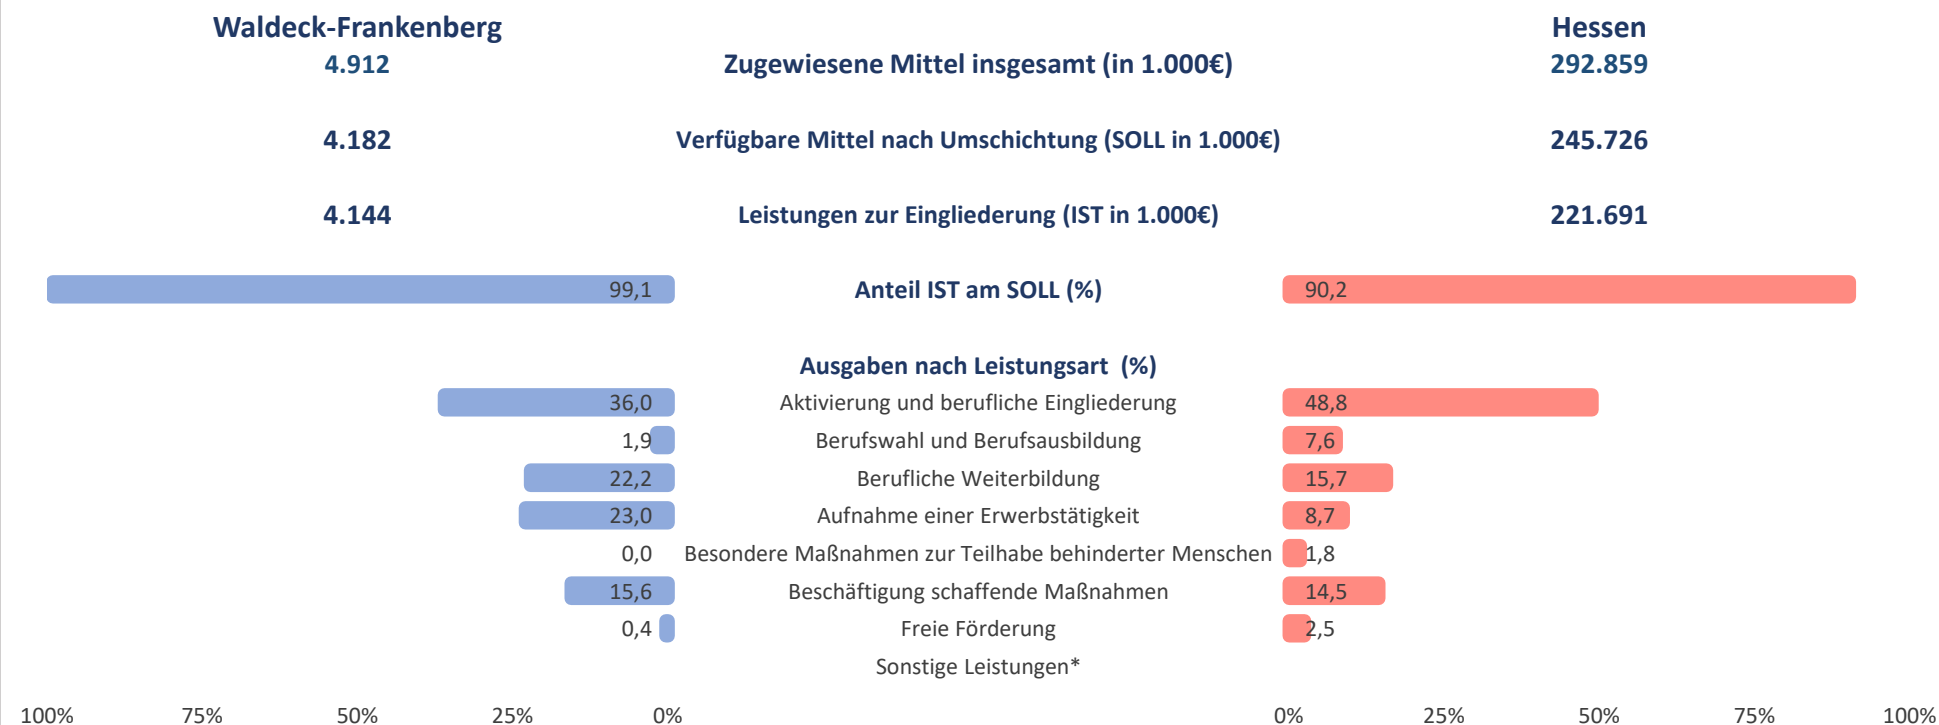 Waldeck-Frankenberg Hessen
4.912 Zugewiesene Mittel insgesamt (in 1.000€) 292.859
4.182 Verfügbare Mittel nach Umschichtung (SOLL in 1.000€) 245.726
4.144 Leistungen zur Eingliederung (IST in 1.000€) 221.691
99,1 Anteil IST am SOLL (%) 90,2
Ausgaben nach Leistungsart (%)
36,0 Aktivierung und berufliche Eingliederung 48,8
1,9 Berufswahl und Berufsausbildung 7,6
22,2 Berufliche Weiterbildung 15,7
23,0 Aufnahme einer Erwerbstätigkeit 8,7
0,0 Besondere Maßnahmen zur Teilhabe behinderter Menschen 1,8
15,6 Beschäftigung schaffende Maßnahmen 14,5
0,4 Freie Förderung 2,5
Sonstige Leistungen*
100% 75% 50% 25% 0% 0% 25% 50% 75% 100%